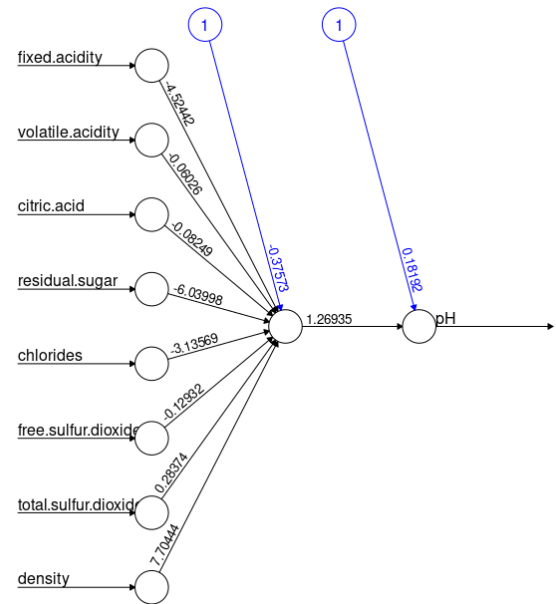 1
1
fixed.acidity
-4.52442
volatile.acidity
-0.06026
citric.acid
-0.08249
-0.37573
0.18192
residual.sugar
-6.03998
1.26935
pH
chlorides
-3.13569
free.sulfur.dioxide
-0.12932
0.28374
total.sulfur.dioxide
7.70444
density